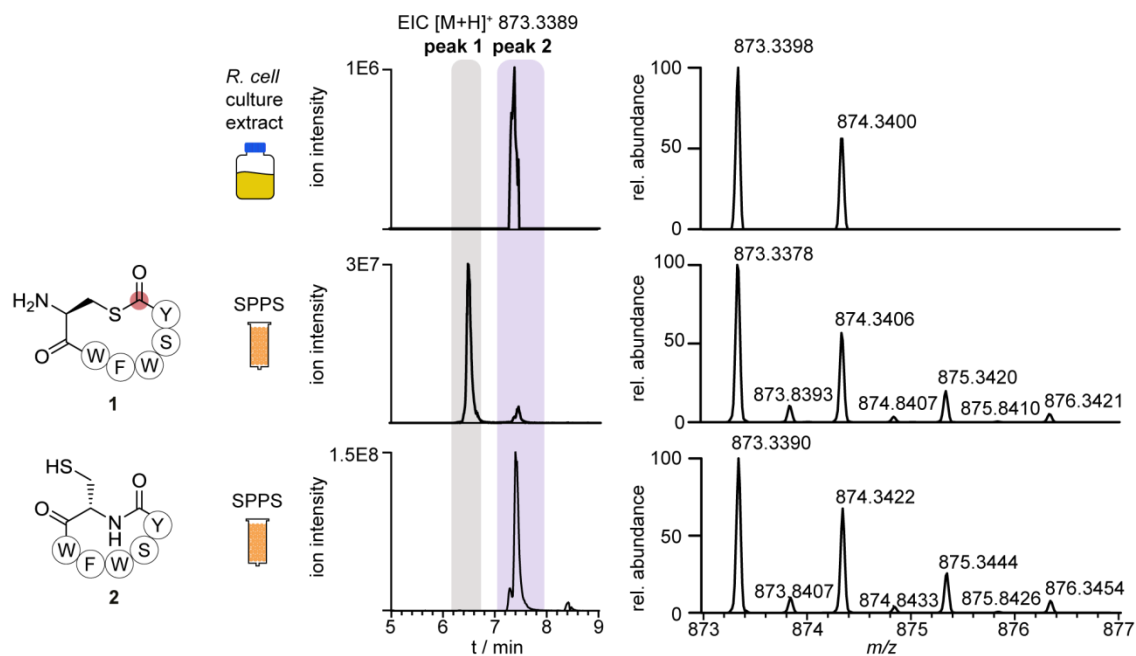 EIC [M+H]⁺ 873.3389
peak 1 peak 2
R. cell
culture
extract
ion intensity
1E6
rel. abundance
100
50
0
873.3398
874.3400
H₂N
O
S
O
Y
S
W
F
W
1
SPPS
ion intensity
3E7
rel. abundance
100
50
0
873.3378
873.8393
874.3406
874.8407
875.3420
875.8410
876.3421
HS
O
O
N
H
Y
S
W
F
W
2
SPPS
ion intensity
1.5E8
5 6 7 8 9
t / min
rel. abundance
100
50
0
873.3390
873.8407
874.3422
874.8433
875.3444
875.8426
876.3454
873 874 875 876 877
m/z